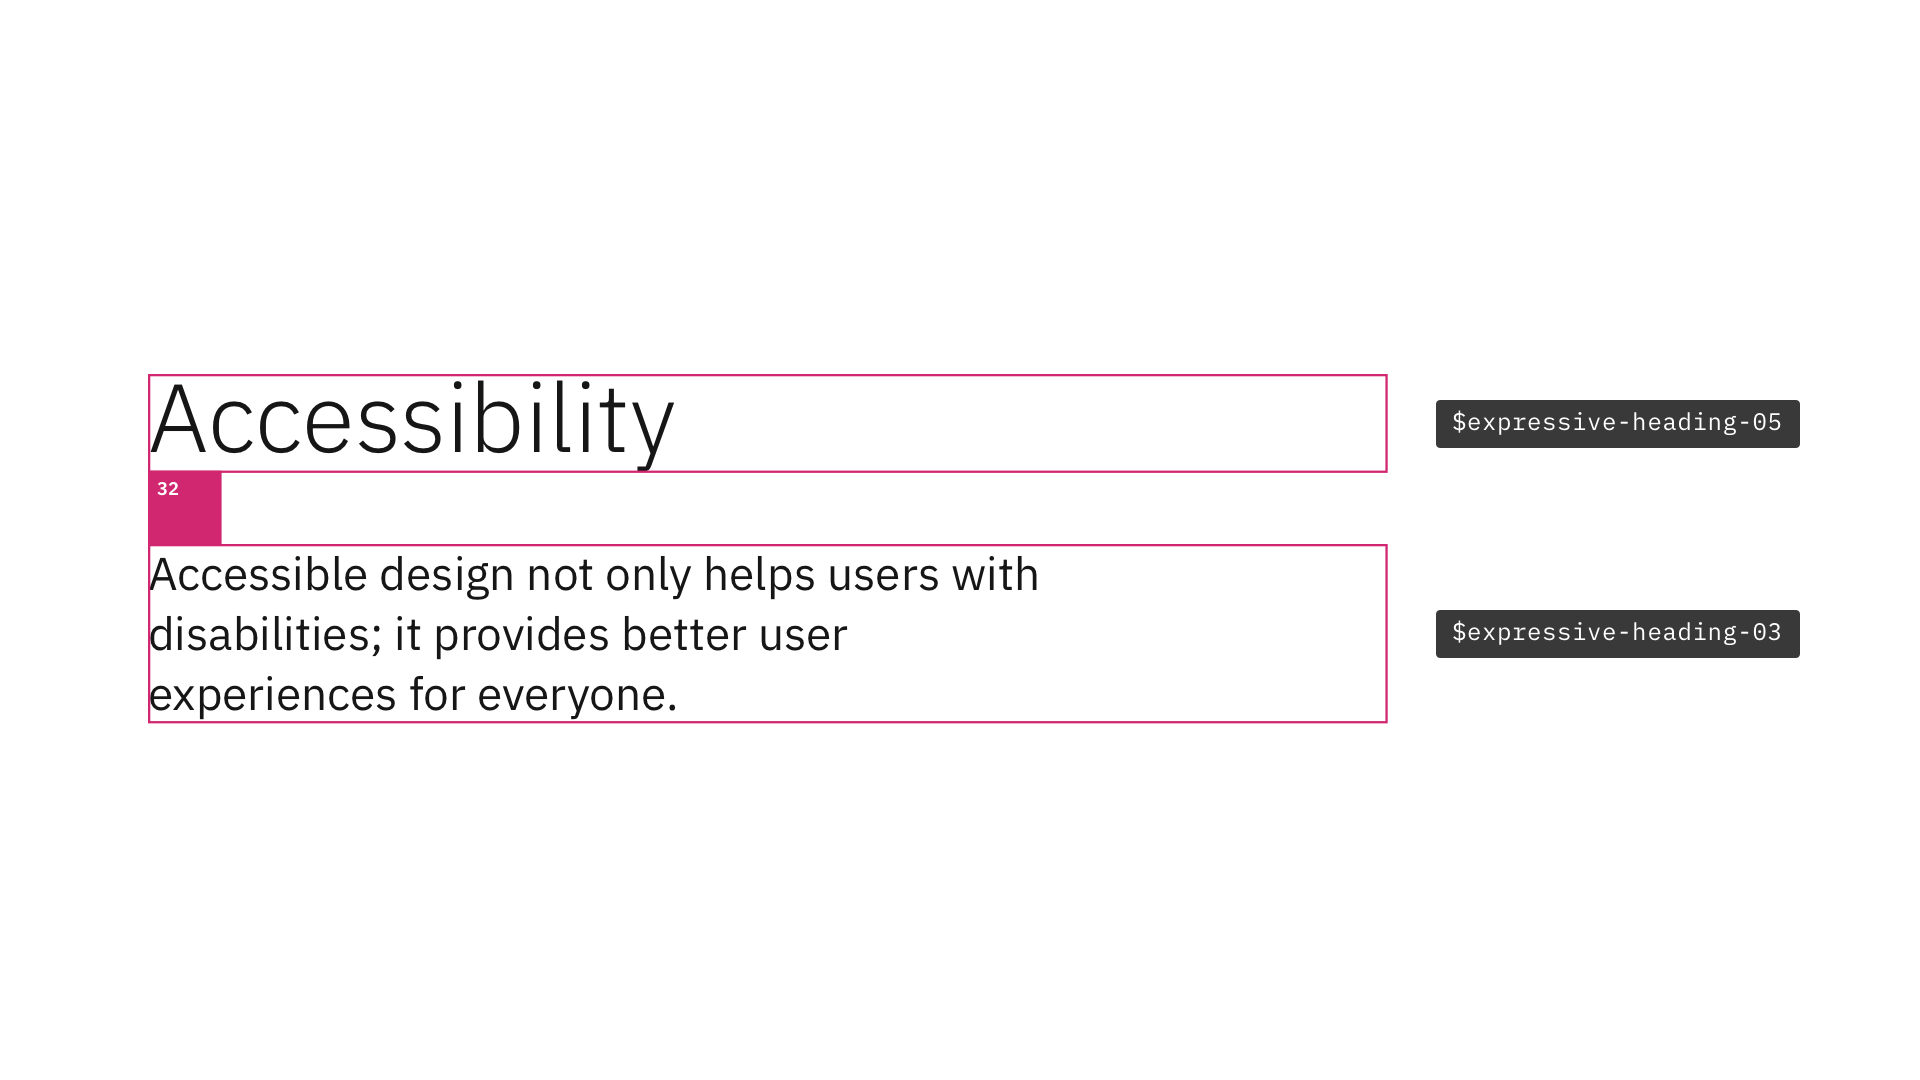 Accessibility
$expressive-heading-05
32
Accessible design not only helps users with
disabilities; it provides better user
experiences for everyone.
$expressive-heading-03